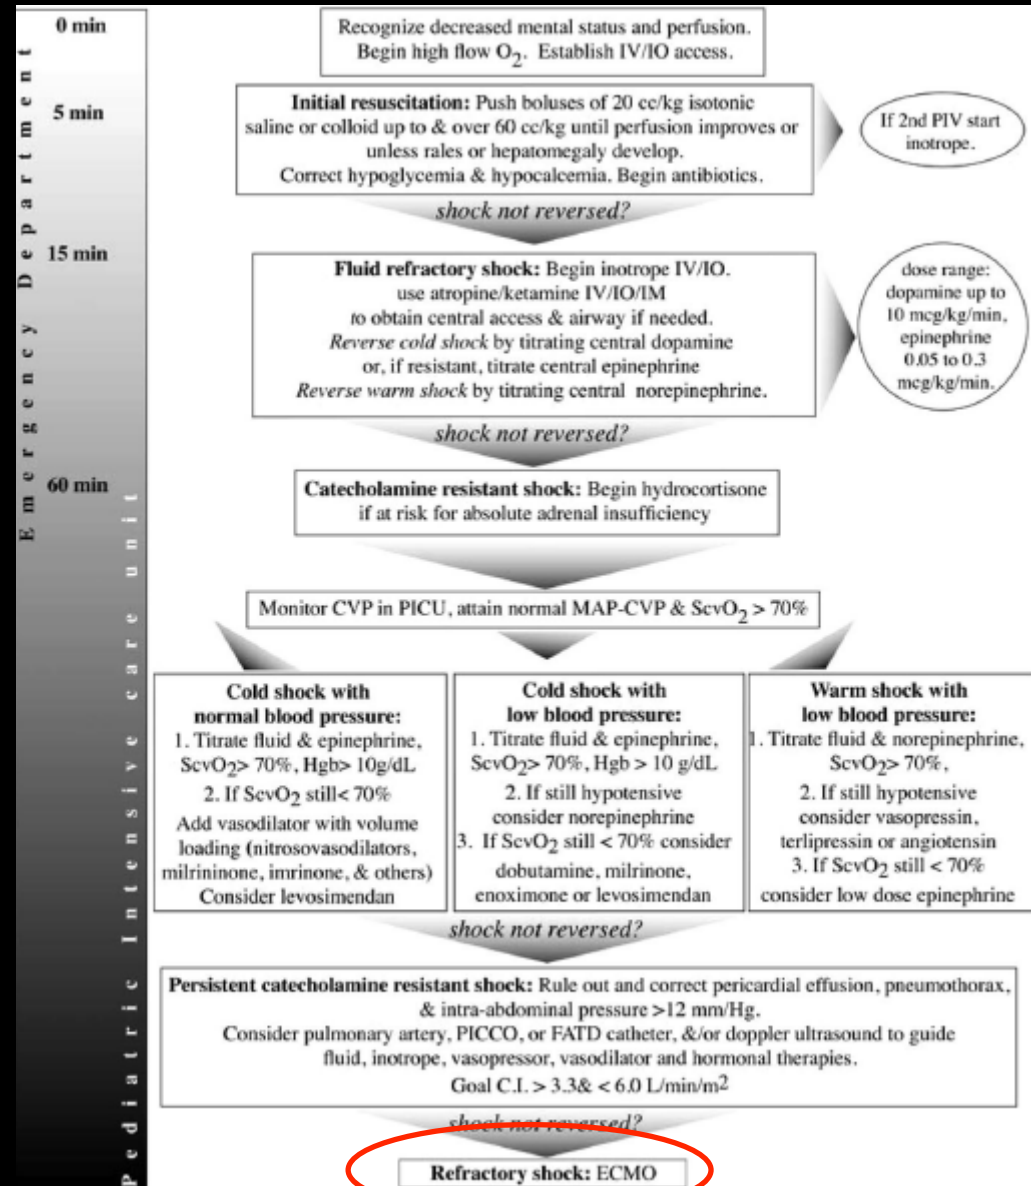 Emergency Department
Pediatric Intensive care unit
0 min
Recognize decreased mental status and perfusion.
Begin high flow O2. Establish IV/IO access.
5 min
Initial resuscitation: Push boluses of 20 cc/kg isotonic
saline or colloid up to & over 60 cc/kg until perfusion improves or
unless rales or hepatomegaly develop.
Correct hypoglycemia & hypocalcemia. Begin antibiotics.
If 2nd PIV start
inotrope.
shock not reversed?
15 min
Fluid refractory shock: Begin inotrope IV/IO.
use atropine/ketamine IV/IO/IM
to obtain central access & airway if needed.
Reverse cold shock by titrating central dopamine
or, if resistant, titrate central epinephrine
Reverse warm shock by titrating central norepinephrine.
dose range:
dopamine up to
10 mcg/kg/min,
epinephrine
0.05 to 0.3
mcg/kg/min.
shock not reversed?
60 min
Catecholamine resistant shock: Begin hydrocortisone
if at risk for absolute adrenal insufficiency
Monitor CVP in PICU, attain normal MAP-CVP & ScvO2 > 70%
Cold shock with
normal blood pressure:
1. Titrate fluid & epinephrine,
ScvO2> 70%, Hgb> 10g/dL
2. If ScvO2 still< 70%
Add vasodilator with volume
loading (nitrosovasodilators,
milrininone, imrinone, & others)
Consider levosimendan
Cold shock with
low blood pressure:
1. Titrate fluid & epinephrine,
ScvO2> 70%, Hgb > 10 g/dL
2. If still hypotensive
consider norepinephrine
3. If ScvO2 still < 70% consider
dobutamine, milrinone,
enoximone or levosimendan
Warm shock with
low blood pressure:
1. Titrate fluid & norepinephrine,
ScvO2> 70%,
2. If still hypotensive
consider vasopressin,
terlipressin or angiotensin
3. If ScvO2 still < 70%
consider low dose epinephrine
shock not reversed?
Persistent catecholamine resistant shock: Rule out and correct pericardial effusion, pneumothorax,
& intra-abdominal pressure >12 mm/Hg.
Consider pulmonary artery, PICCO, or FATD catheter, &/or doppler ultrasound to guide
fluid, inotrope, vasopressor, vasodilator and hormonal therapies.
Goal C.I. > 3.3& < 6.0 L/min/m2
shock not reversed?
Refractory shock: ECMO